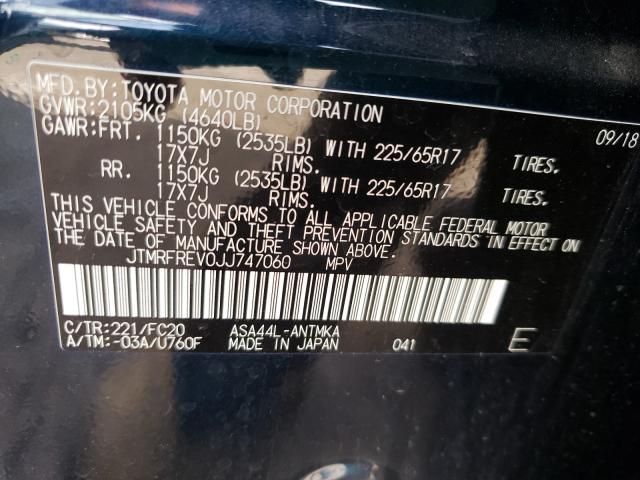 MFD.BY:TOYOTA MOTOR CORPORATION 09/18
GVWR:2105KG (4640LB)
GAWR:FRT. 1150KG (2535LB) WITH 225/65R17 TIRES.
17X7J RIMS.
RR. 1150KG (2535LB) WITH 225/65R17 TIRES.
17X7J RIMS.
THIS VEHICLE CONFORMS TO ALL APPLICABLE FEDERAL MOTOR
VEHICLE SAFETY AND THEFT PREVENTION STANDARDS IN EFFECT ON
THE DATE OF MANUFACTURE SHOWN ABOVE.
JTMRFREV0JJ747060 MPV
C/TR:221/FC20 ASA44L-ANTMKA
A/TM:-03A/U760F MADE IN JAPAN 041 E